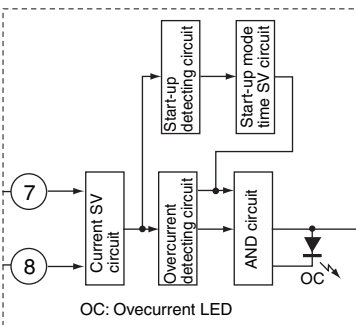 Start-up
detecting circuit
Start-up mode
time SV circuit
7
8
Current SV
circuit
Overcurrent
detecting circuit
AND circuit
OC
OC: Ovecurrent LED